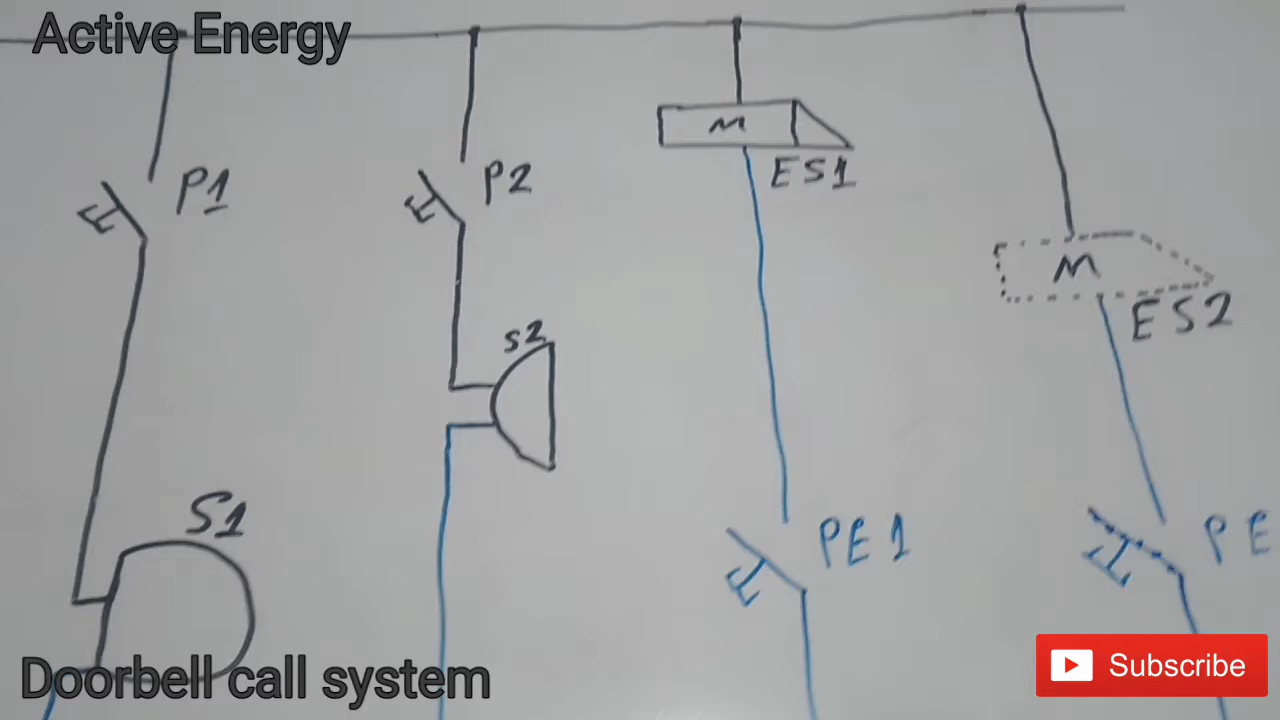 Active Energy
P1
P2
M
ES1
M
ES2
s2
S1
PE1
PE
Doorbell call system
Subscribe